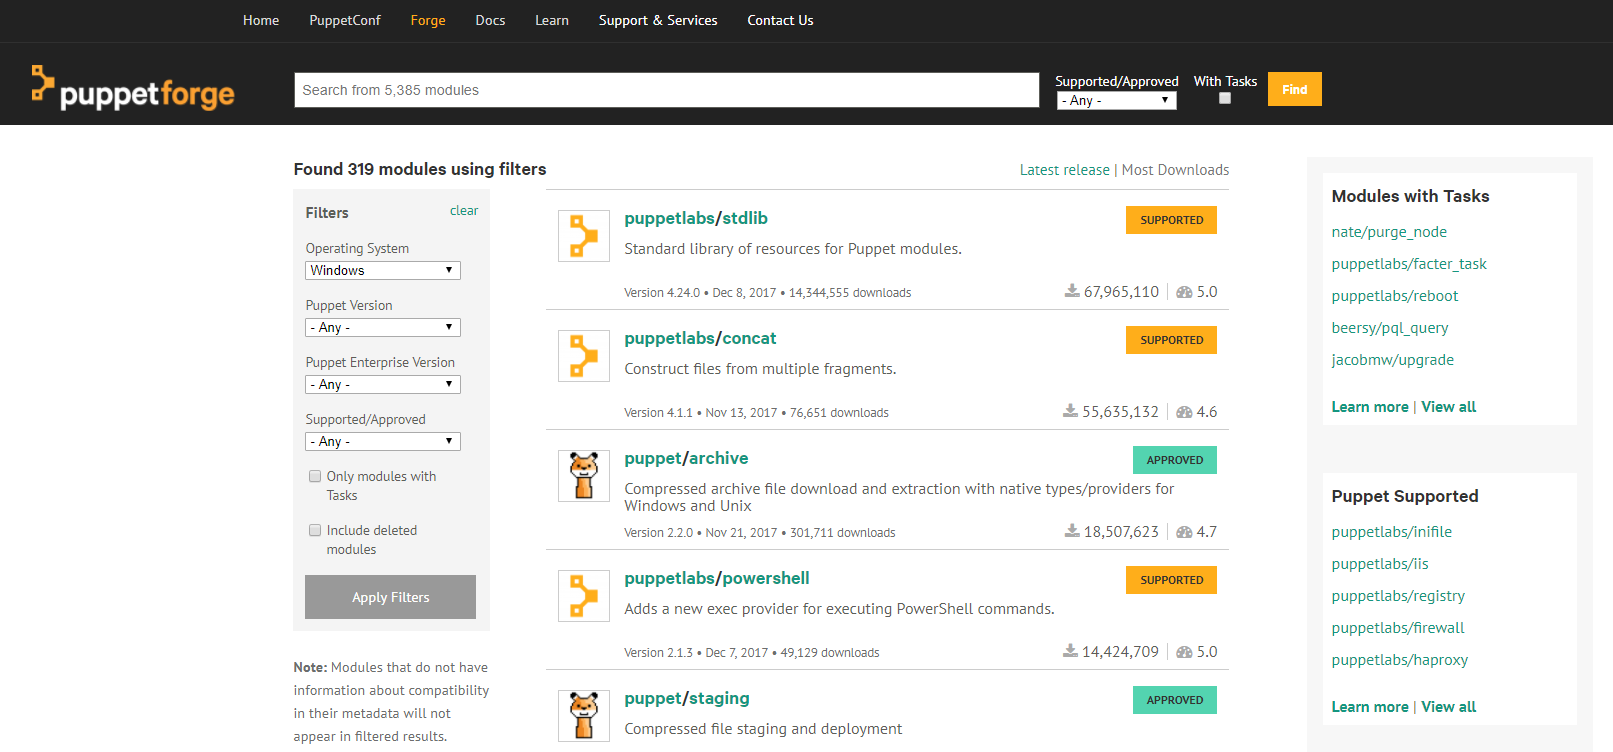 Home PuppetConf Forge Docs Learn Support & Services Contact Us
puppetforge
Search from 5,385 modules
Supported/Approved
- Any -
With Tasks
Find
Found 319 modules using filters
Latest release | Most Downloads
Filters clear
Operating System
Windows
Puppet Version
- Any -
Puppet Enterprise Version
- Any -
Supported/Approved
- Any -
Only modules with
Tasks
Include deleted
modules
Apply Filters
Note: Modules that do not have
information about compatibility
in their metadata will not
appear in filtered results.
puppetlabs/stdlib
SUPPORTED
Standard library of resources for Puppet modules.
Version 4.24.0 • Dec 8, 2017 • 14,344,555 downloads
67,965,110 | 5.0
puppetlabs/concat
SUPPORTED
Construct files from multiple fragments.
Version 4.1.1 • Nov 13, 2017 • 76,651 downloads
55,635,132 | 4.6
puppet/archive
APPROVED
Compressed archive file download and extraction with native types/providers for
Windows and Unix
Version 2.2.0 • Nov 21, 2017 • 301,711 downloads
18,507,623 | 4.7
puppetlabs/powershell
SUPPORTED
Adds a new exec provider for executing PowerShell commands.
Version 2.1.3 • Dec 7, 2017 • 49,129 downloads
14,424,709 | 5.0
puppet/staging
APPROVED
Compressed file staging and deployment
Modules with Tasks
nate/purge_node
puppetlabs/facter_task
puppetlabs/reboot
beersy/pql_query
jacobmw/upgrade
Learn more | View all
Puppet Supported
puppetlabs/inifile
puppetlabs/iis
puppetlabs/registry
puppetlabs/firewall
puppetlabs/haproxy
Learn more | View all